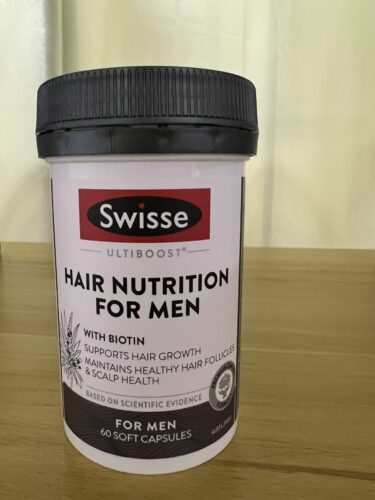 Swisse
ULTIBOOST®
HAIR NUTRITION
FOR MEN
WITH BIOTIN
SUPPORTS HAIR GROWTH
MAINTAINS HEALTHY HAIR FOLLICLES
& SCALP HEALTH
BASED ON SCIENTIFIC EVIDENCE
FOR MEN
60 SOFT CAPSULES